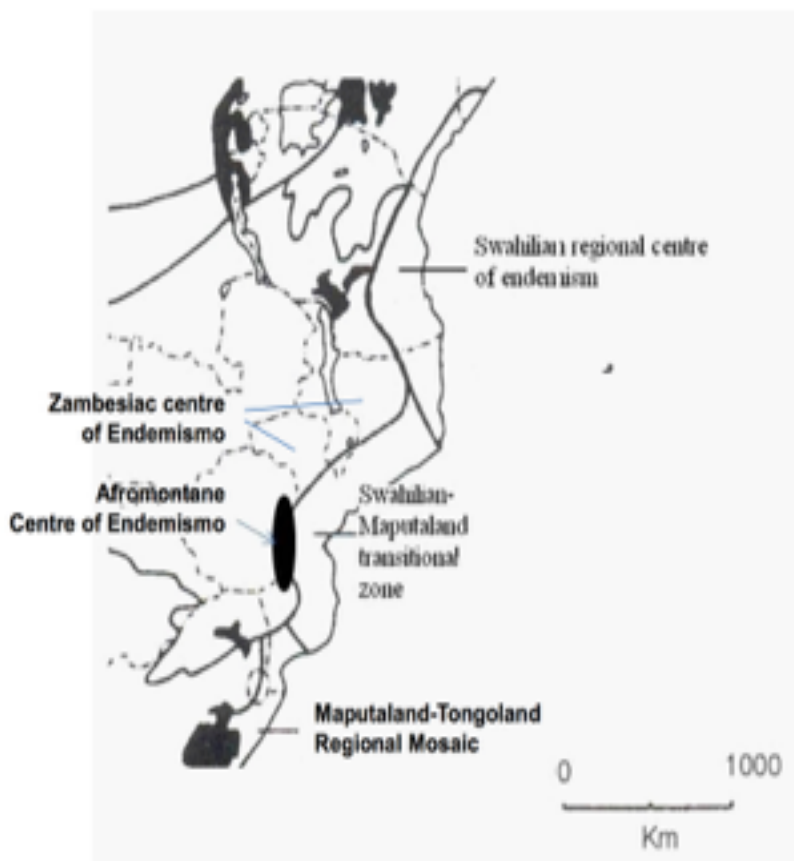 Swahilian regional centre
of endemism
Zambesiac centre
of Endemismo
Afromontane
Centre of Endemismo
Swahilian-
Maputaland
transitional
zone
Maputaland-Tongoland
Regional Mosaic
0 1000
Km